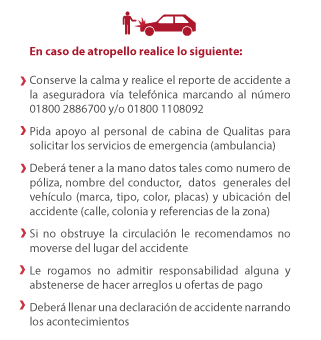 En caso de atropello realice lo siguiente:
Conserve la calma y realice el reporte de accidente a
la aseguradora vía telefónica marcando al número
01800 2886700 y/o 01800 1108092
Pida apoyo al personal de cabina de Qualitas para
solicitar los servicios de emergencia (ambulancia)
Deberá tener a la mano datos tales como numero de
póliza, nombre del conductor, datos generales del
vehículo (marca, tipo, color, placas) y ubicación del
accidente (calle, colonia y referencias de la zona)
Si no obstruye la circulación le recomendamos no
moverse del lugar del accidente
Le rogamos no admitir responsabilidad alguna y
abstenerse de hacer arreglos u ofertas de pago
Deberá llenar una declaración de accidente narrando
los acontecimientos